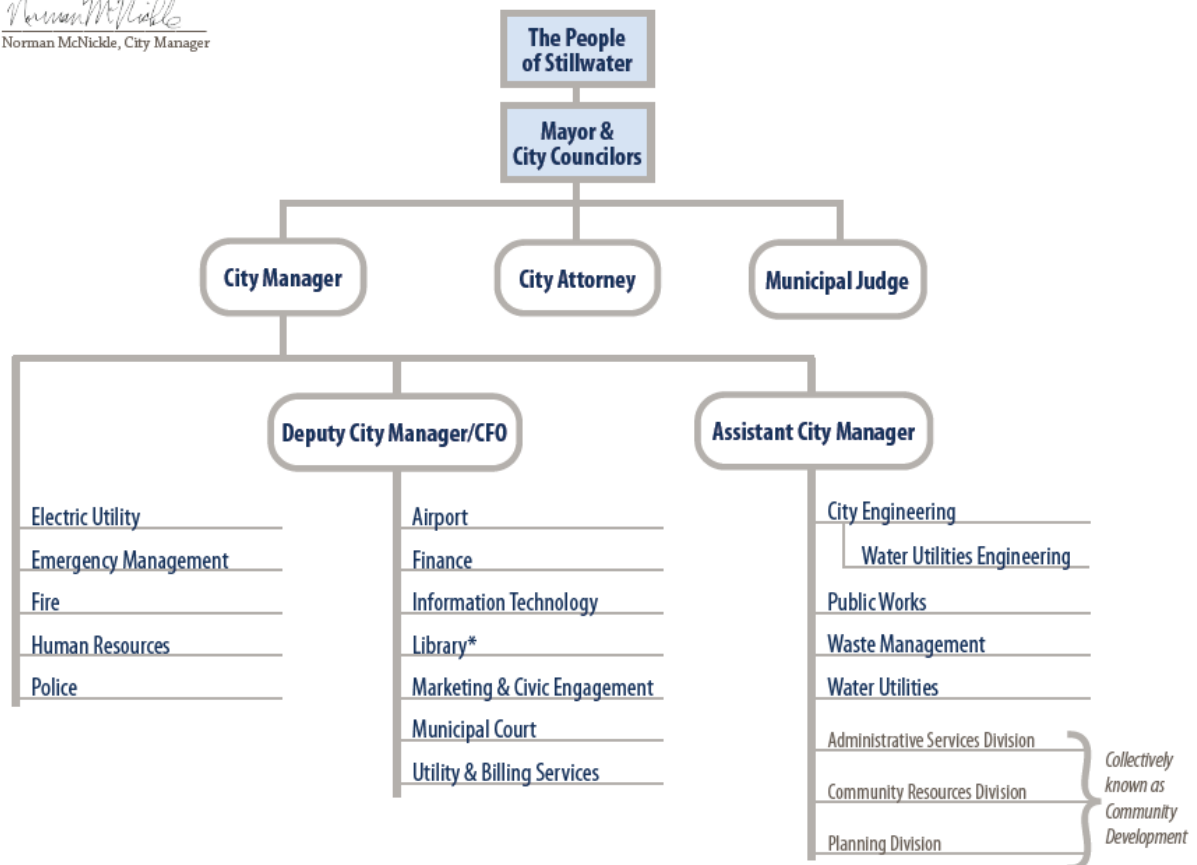 Norman McNickle
Norman McNickle, City Manager
The People
of Stillwater
Mayor &
City Councilors
City Manager
City Attorney
Municipal Judge
Deputy City Manager/CFO
Assistant City Manager
Electric Utility
Emergency Management
Fire
Human Resources
Police
Airport
Finance
Information Technology
Library*
Marketing & Civic Engagement
Municipal Court
Utility & Billing Services
City Engineering
Water Utilities Engineering
Public Works
Waste Management
Water Utilities
Administrative Services Division
Community Resources Division
Planning Division
Collectively
known as
Community
Development